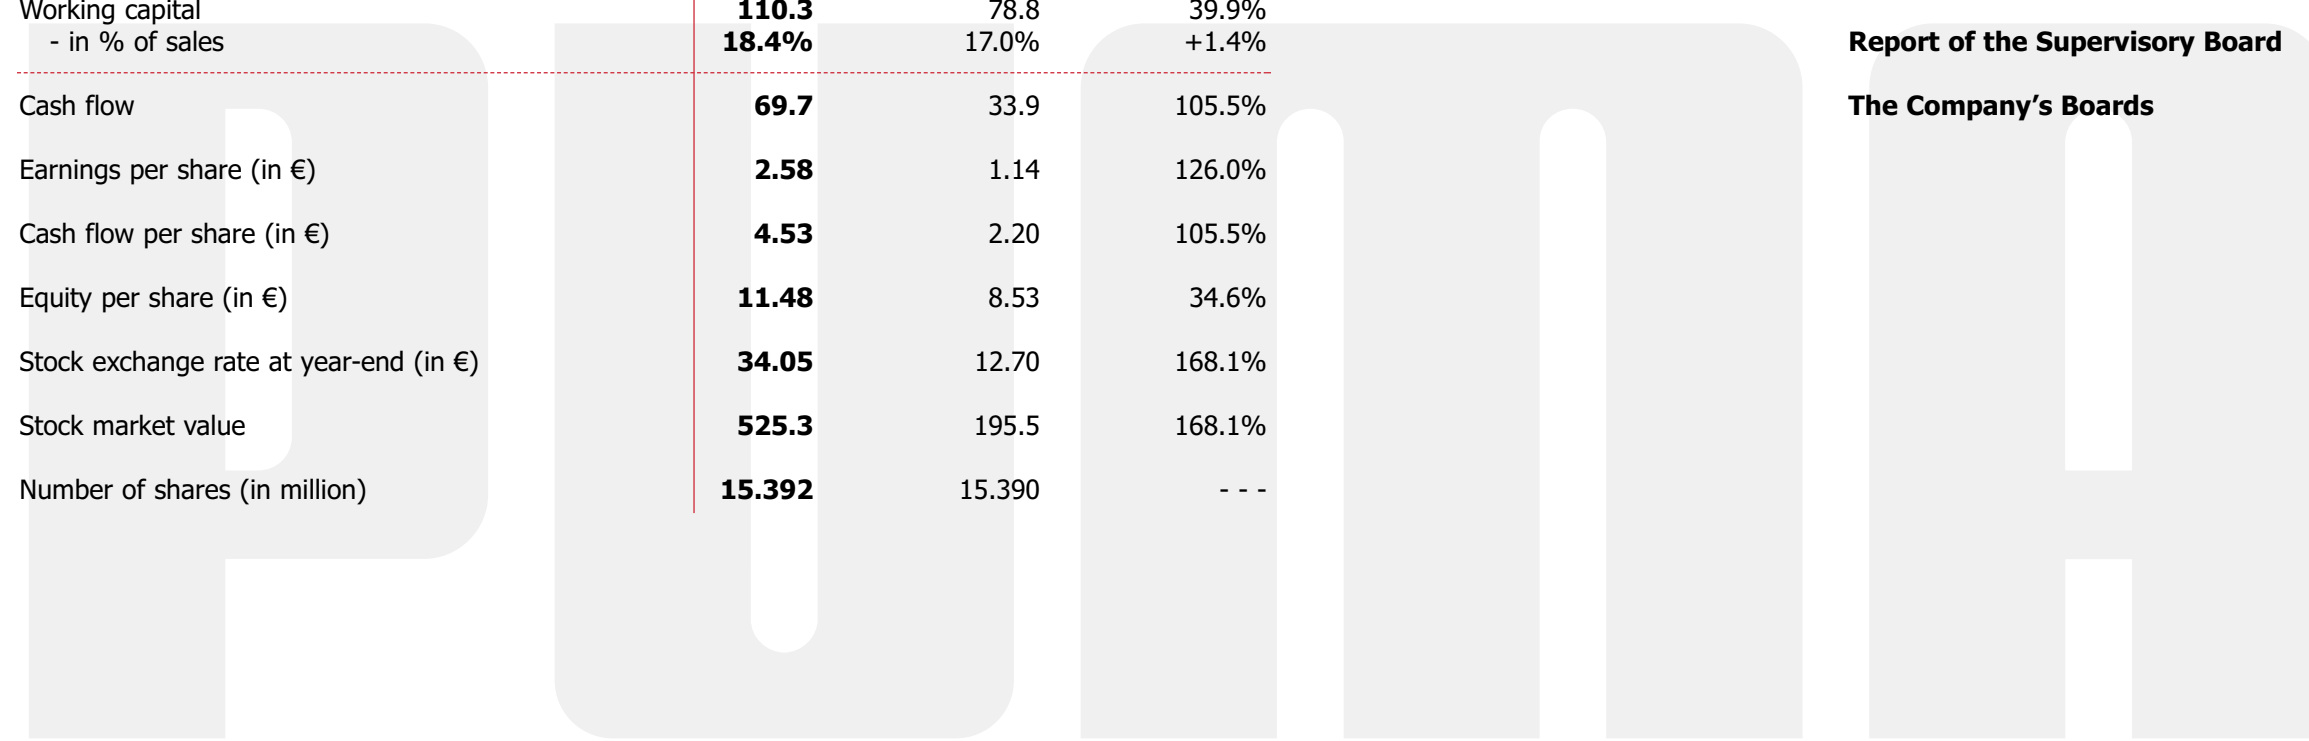 Working capital 110.3 78.8 39.9%
- in % of sales 18.4% 17.0% +1.4%
Cash flow 69.7 33.9 105.5%
Earnings per share (in €) 2.58 1.14 126.0%
Cash flow per share (in €) 4.53 2.20 105.5%
Equity per share (in €) 11.48 8.53 34.6%
Stock exchange rate at year-end (in €) 34.05 12.70 168.1%
Stock market value 525.3 195.5 168.1%
Number of shares (in million) 15.392 15.390 - - -
Report of the Supervisory Board
The Company’s Boards
PUMA